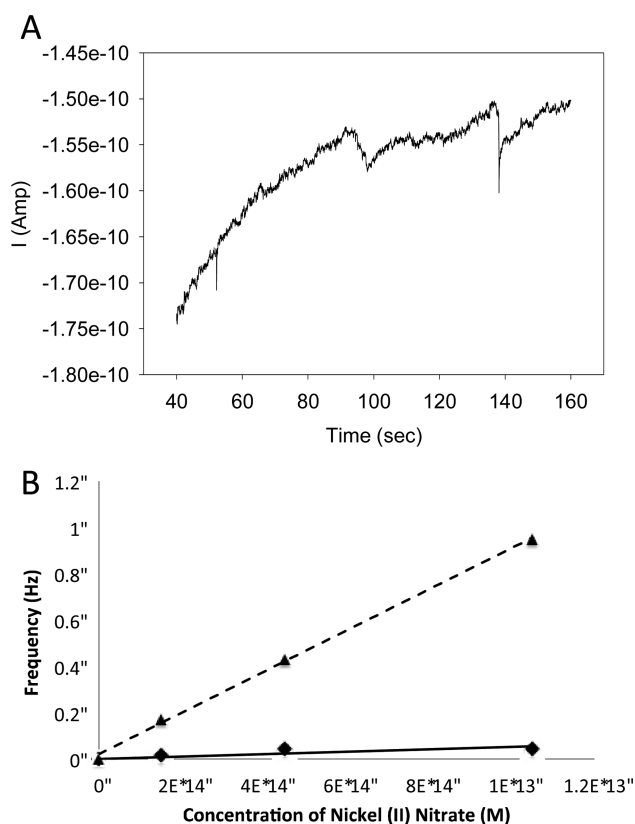 A
-1.45e-10
-1.50e-10
-1.55e-10
-1.60e-10
-1.65e-10
-1.70e-10
-1.75e-10
-1.80e-10
I (Amp)
40 60 80 100 120 140 160
Time (sec)
B
1.2"
1"
0.8"
0.6"
0.4"
0.2"
0"
Frequency (Hz)
0" 2E*14" 4E*14" 6E*14" 8E*14" 1E*13" 1.2E*13"
Concentration of Nickel (II) Nitrate (M)